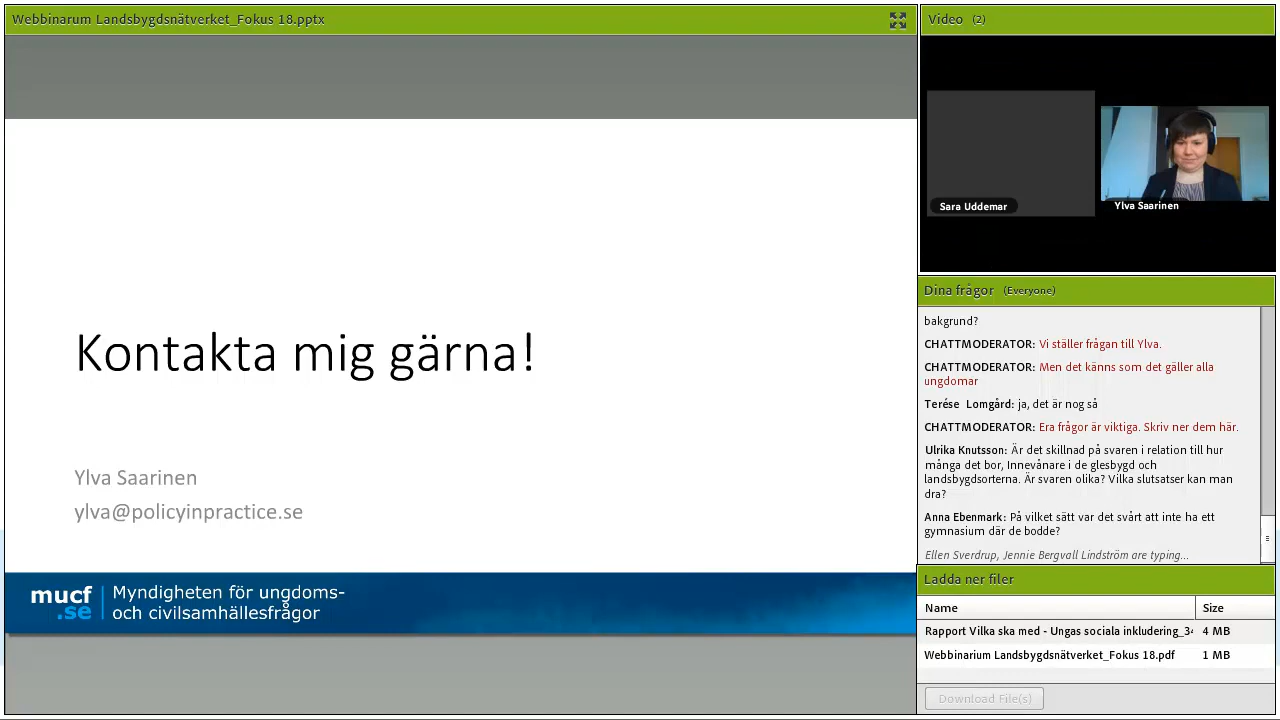 Webbinarum Landsbygdsnätverket_Fokus 18.pptx
Kontakta mig gärna!
Ylva Saarinen
ylva@policyinpractice.se
mucf
.se
Myndigheten för ungdoms-
och civilsamhällesfrågor
Video (2)
Sara Uddemar
Ylva Saarinen
Dina frågor (Everyone)
bakgrund?
CHATTMODERATOR: Vi ställer frågan till Ylva.
CHATTMODERATOR: Men det känns som det gäller alla
ungdomar
Terése Lomgård: ja, det är nog så
CHATTMODERATOR: Era frågor är viktiga. Skriv ner dem här.
Ulrika Knutsson: Är det skillnad på svaren i relation till hur
många det bor, Innevånare i de glesbygd och
landsbygdsorterna. Är svaren olika? Vilka slutsatser kan man
dra?
Anna Ebenmark: På vilket sätt var det svårt att inte ha ett
gymnasium där de bodde?
Ellen Sverdrup, Jennie Bergvall Lindström are typing...
Ladda ner filer
Name Size
Rapport Vilka ska med - Ungas sociala inkludering_34 4 MB
Webbinarium Landsbygdsnätverket_Fokus 18.pdf 1 MB
Download File(s)